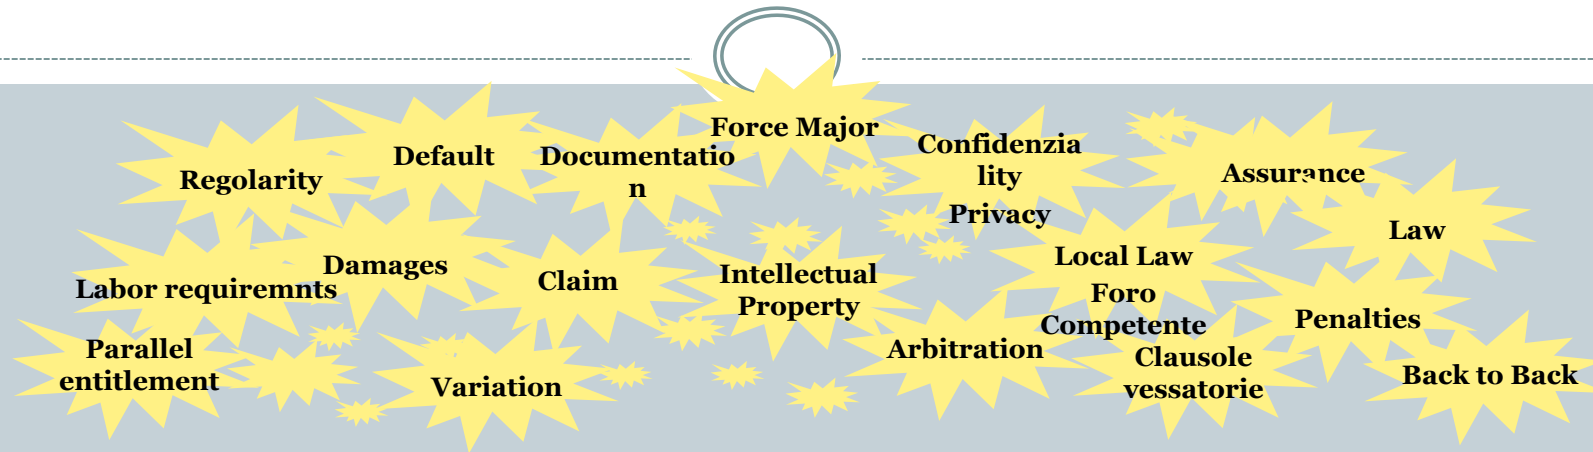 Force Major
Default
Documentatio
n
Regolarity
Confidenzia
lity
Privacy
Assurance
Law
Labor requiremnts
Damages
Claim
Intellectual
Property
Local Law
Foro
Competente
Penalties
Parallel
entitlement
Variation
Arbitration
Clausole
vessatorie
Back to Back